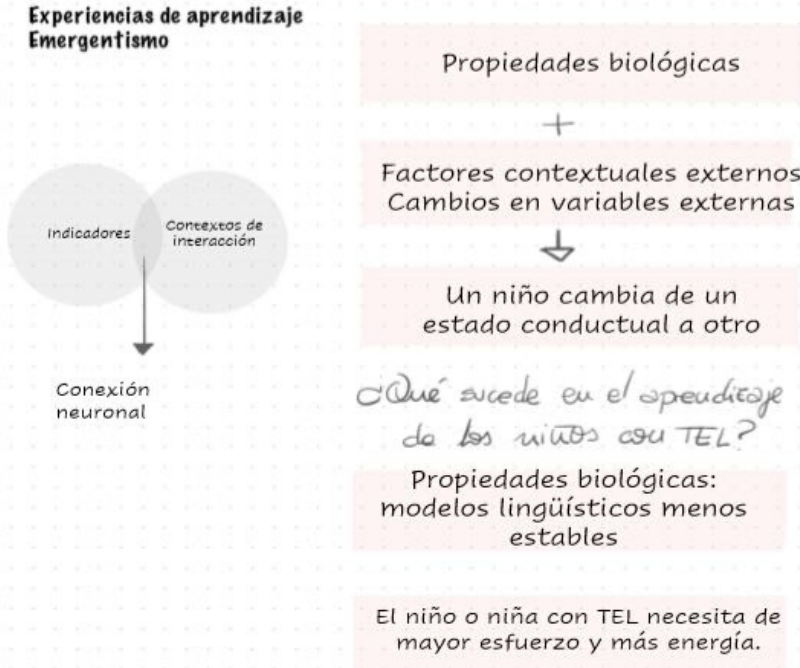 Experiencias de aprendizaje
Emergentismo
Indicadores
Contextos de
interacción
Conexión
neuronal
Propiedades biológicas
+
Factores contextuales externos
Cambios en variables externas
Un niño cambia de un
estado conductual a otro
¿Qué sucede en el aprendizaje
de los niños con TEL?
Propiedades biológicas:
modelos lingüísticos menos
estables
El niño o niña con TEL necesita de
mayor esfuerzo y más energía.